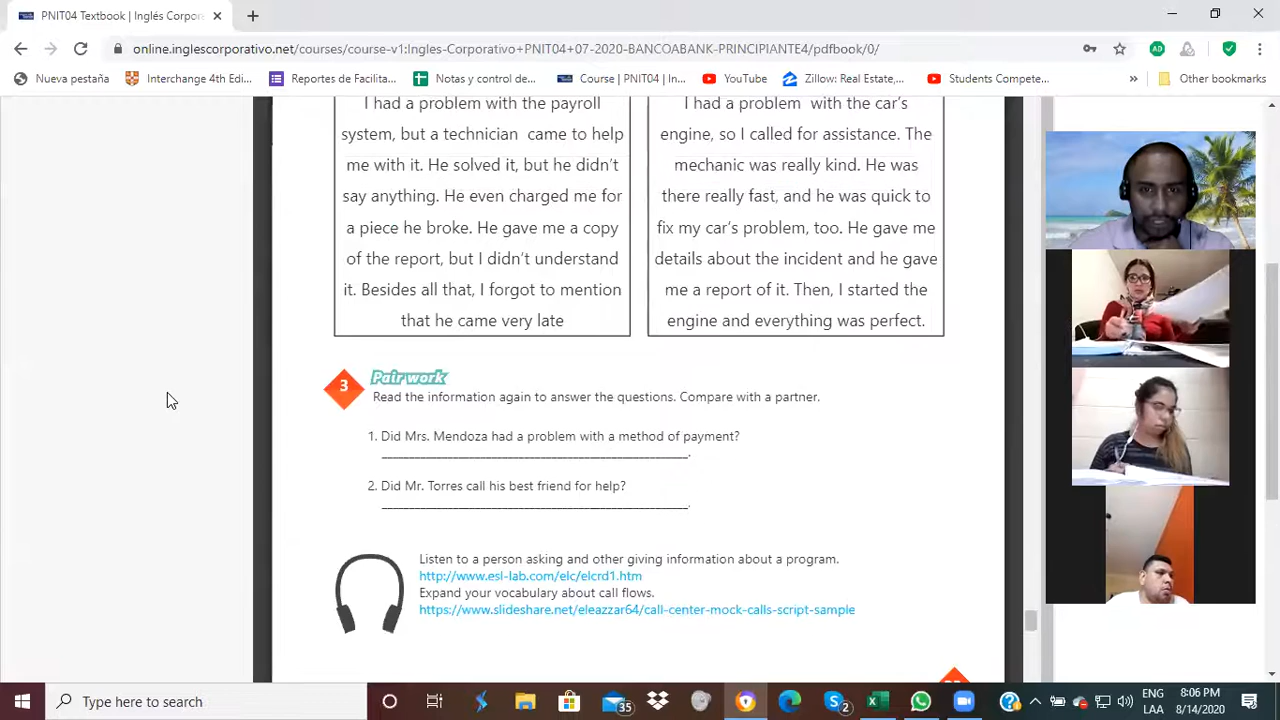 PNIT04 Textbook | Inglés Corpor
online.inglescorporativo.net/courses/course-v1:Ingles-Corporativo+PNIT04+07-2020-BANCOABANK-PRINCIPIANTE4/pdfbook/0/
Nueva pestaña
Interchange 4th Edi...
Reportes de Facilita...
Notas y control de...
Course | PNIT04 | In...
YouTube
Zillow: Real Estate,...
Students Compete...
»
Other bookmarks
I had a problem with the payroll
system, but a technician came to help
me with it. He solved it, but he didn't
say anything. He even charged me for
a piece he broke. He gave me a copy
of the report, but I didn't understand
it. Besides all that, I forgot to mention
that he came very late
I had a problem with the car's
engine, so I called for assistance. The
mechanic was really kind. He was
there really fast, and he was quick to
fix my car's problem, too. He gave me
details about the incident and he gave
me a report of it. Then, I started the
engine and everything was perfect.
3
Pair work
Read the information again to answer the questions. Compare with a partner.
1. Did Mrs. Mendoza had a problem with a method of payment?
2. Did Mr. Torres call his best friend for help?
Listen to a person asking and other giving information about a program.
http://www.esl-lab.com/elc/elcrd1.htm
Expand your vocabulary about call flows.
https://www.slideshare.net/eleazzar64/call-center-mock-calls-script-sample
Type here to search
35
2
ENG
LAA
8:06 PM
8/14/2020